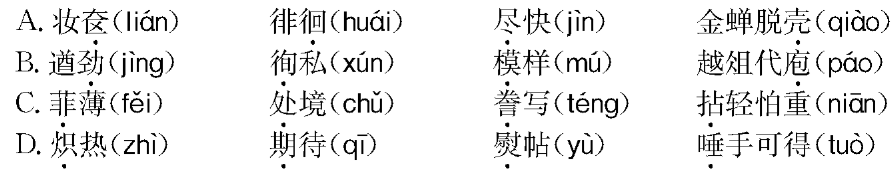 A. 妆奁(lián) 徘徊(huái) 尽快(jìn) 金蝉脱壳(qiào)
B. 遒劲(jìng) 徇私(xún) 模样(mú) 越俎代庖(páo)
C. 菲薄(fěi) 处境(chǔ) 誊写(téng) 拈轻怕重(niān)
D. 炽热(zhì) 期待(qī) 熨帖(yù) 唾手可得(tuò)